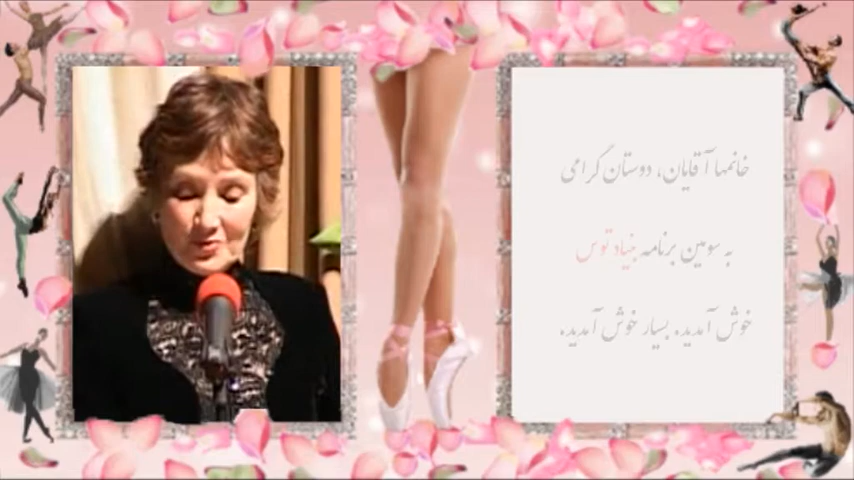 خانمها آقایان، دوستان گرامی
به سومین برنامه بنیاد توس
خوش آمدید، بسیار خوش آمدید،